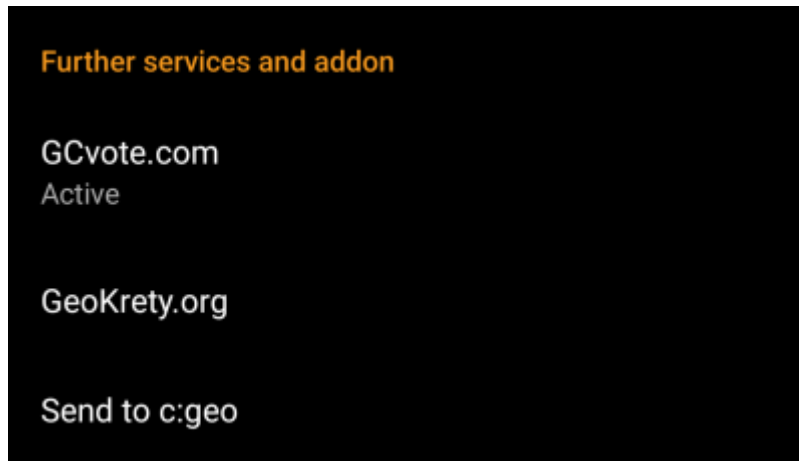 Further services and addon
GCvote.com
Active
GeoKrety.org
Send to c:geo